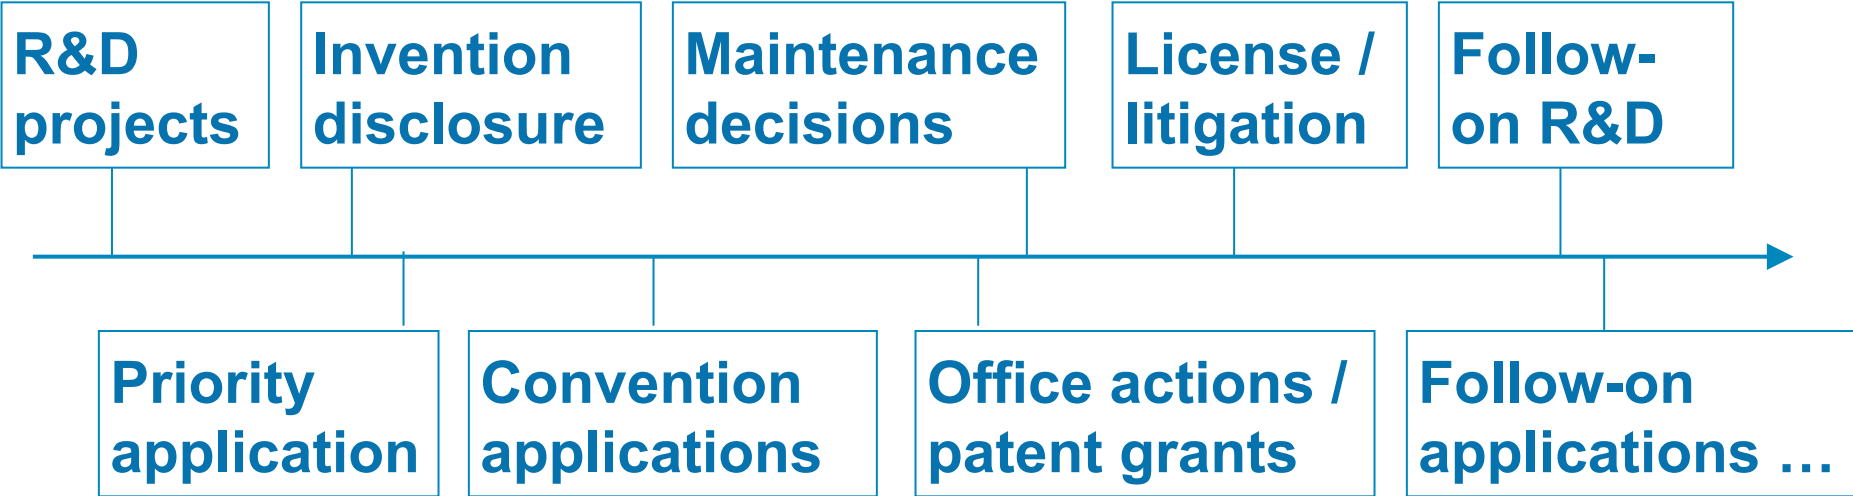 R&D
projects
Invention
disclosure
Maintenance
decisions
License /
litigation
Follow-
on R&D
Priority
application
Convention
applications
Office actions /
patent grants
Follow-on
applications …